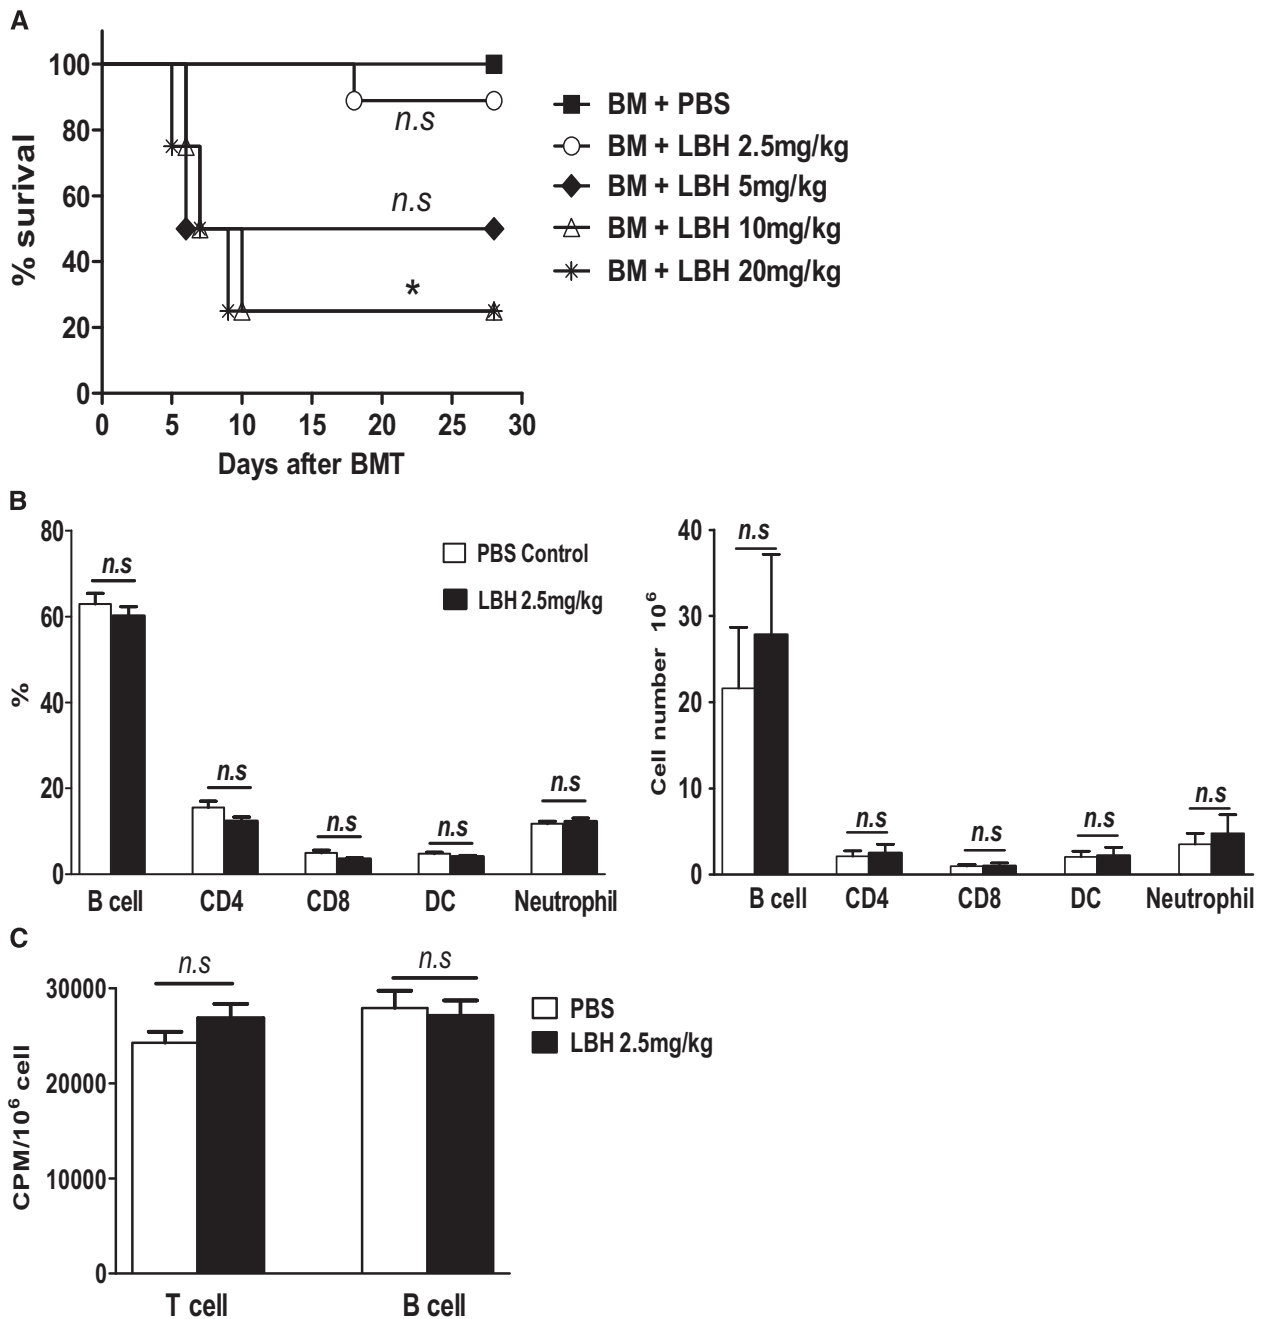 A
% surival
100
80
60
40
20
0
0 5 10 15 20 25 30
Days after BMT
n.s
n.s
*
BM + PBS
BM + LBH 2.5mg/kg
BM + LBH 5mg/kg
BM + LBH 10mg/kg
BM + LBH 20mg/kg
B
%
80
60
40
20
0
n.s
n.s
n.s
n.s
n.s
B cell CD4 CD8 DC Neutrophil
PBS Control
LBH 2.5mg/kg
Cell number 10⁶
40
30
20
10
0
n.s
n.s
n.s
n.s
n.s
B cell CD4 CD8 DC Neutrophil
C
CPM/10⁶ cell
30000
20000
10000
0
n.s
n.s
T cell B cell
PBS
LBH 2.5mg/kg